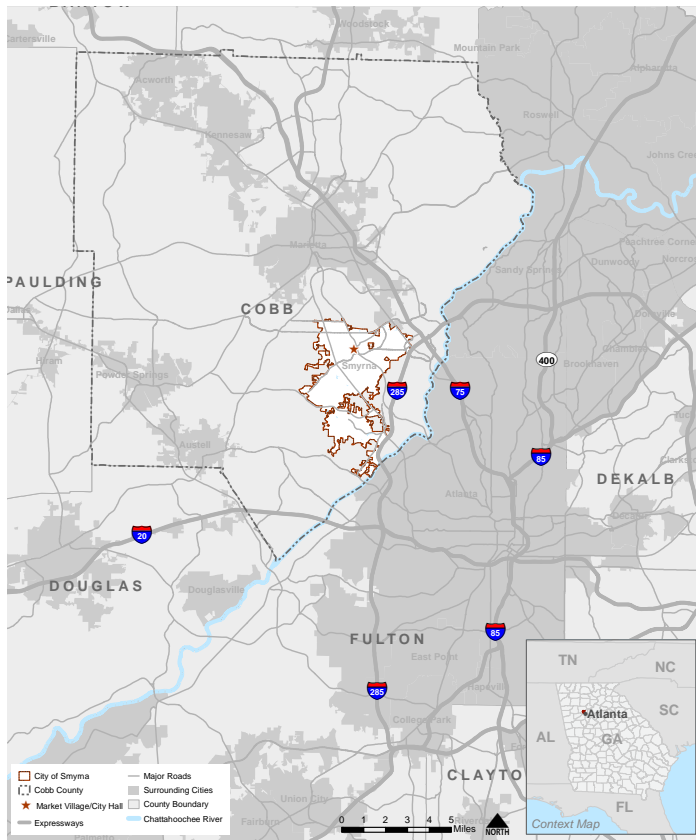 Cartersville
Woodstock
Mountain Park
Acworth
Alpharetta
Roswell
Kennesaw
Johns Creek
Marietta
Peachtree Corners
Dunwoody
Norcross
Sandy Springs
PAULDING
COBB
Doraville
Chamblee
Hiram
Smyrna
400
Brookhaven
Powder Springs
285
75
Austell
85
DEKALB
Clarkston
Atlanta
20
DOUGLAS
Douglasville
FULTON
85
East Point
285
Hapeville
College Park
CLAYTO
Union City
Fairburn
Palmetto
City of Smyrna
Cobb County
Market Village/City Hall
Expressways
Major Roads
Surrounding Cities
County Boundary
Chattahoochee River
0 1 2 3 4 5
Miles
NORTH
TN
NC
SC
Atlanta
AL
GA
FL
Context Map